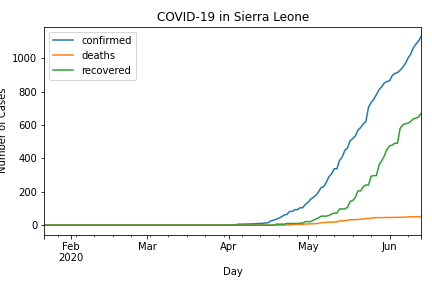 COVID-19 in Sierra Leone
confirmed
deaths
recovered
Number of Cases
1000
800
600
400
200
0
Feb
2020
Mar
Apr
May
Jun
Day